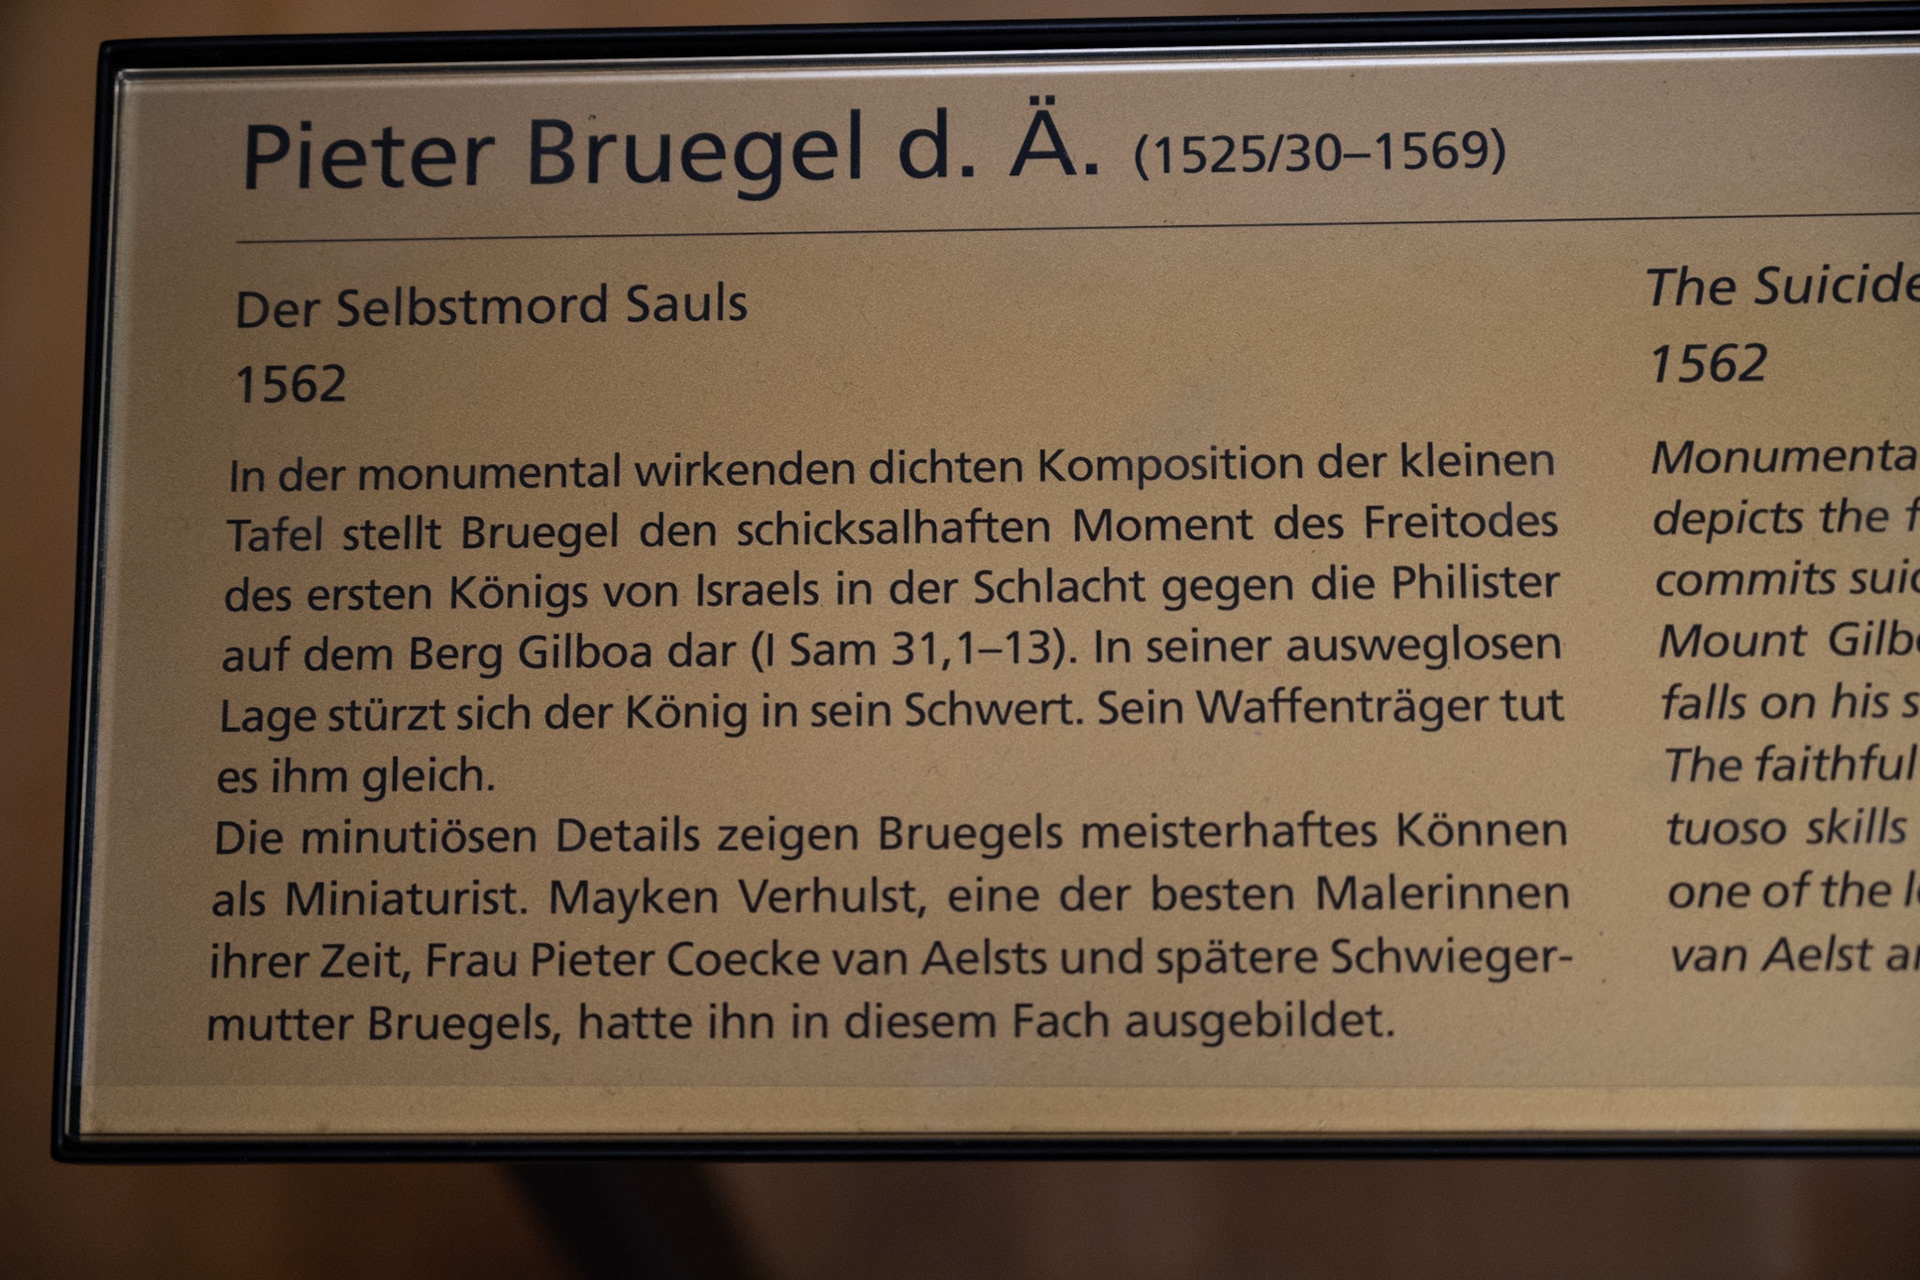 Pieter Bruegel d. Ä. (1525/30–1569)
Der Selbstmord Sauls
1562
In der monumental wirkenden dichten Komposition der kleinen
Tafel stellt Bruegel den schicksalhaften Moment des Freitodes
des ersten Königs von Israels in der Schlacht gegen die Philister
auf dem Berg Gilboa dar (I Sam 31,1–13). In seiner ausweglosen
Lage stürzt sich der König in sein Schwert. Sein Waffenträger tut
es ihm gleich.
Die minutiösen Details zeigen Bruegels meisterhaftes Können
als Miniaturist. Mayken Verhulst, eine der besten Malerinnen
ihrer Zeit, Frau Pieter Coecke van Aelsts und spätere Schwieger-
mutter Bruegels, hatte ihn in diesem Fach ausgebildet.
The Suicide
1562
Monumenta
depicts the f
commits suic
Mount Gilbo
falls on his s
The faithful
tuoso skills
one of the le
van Aelst an